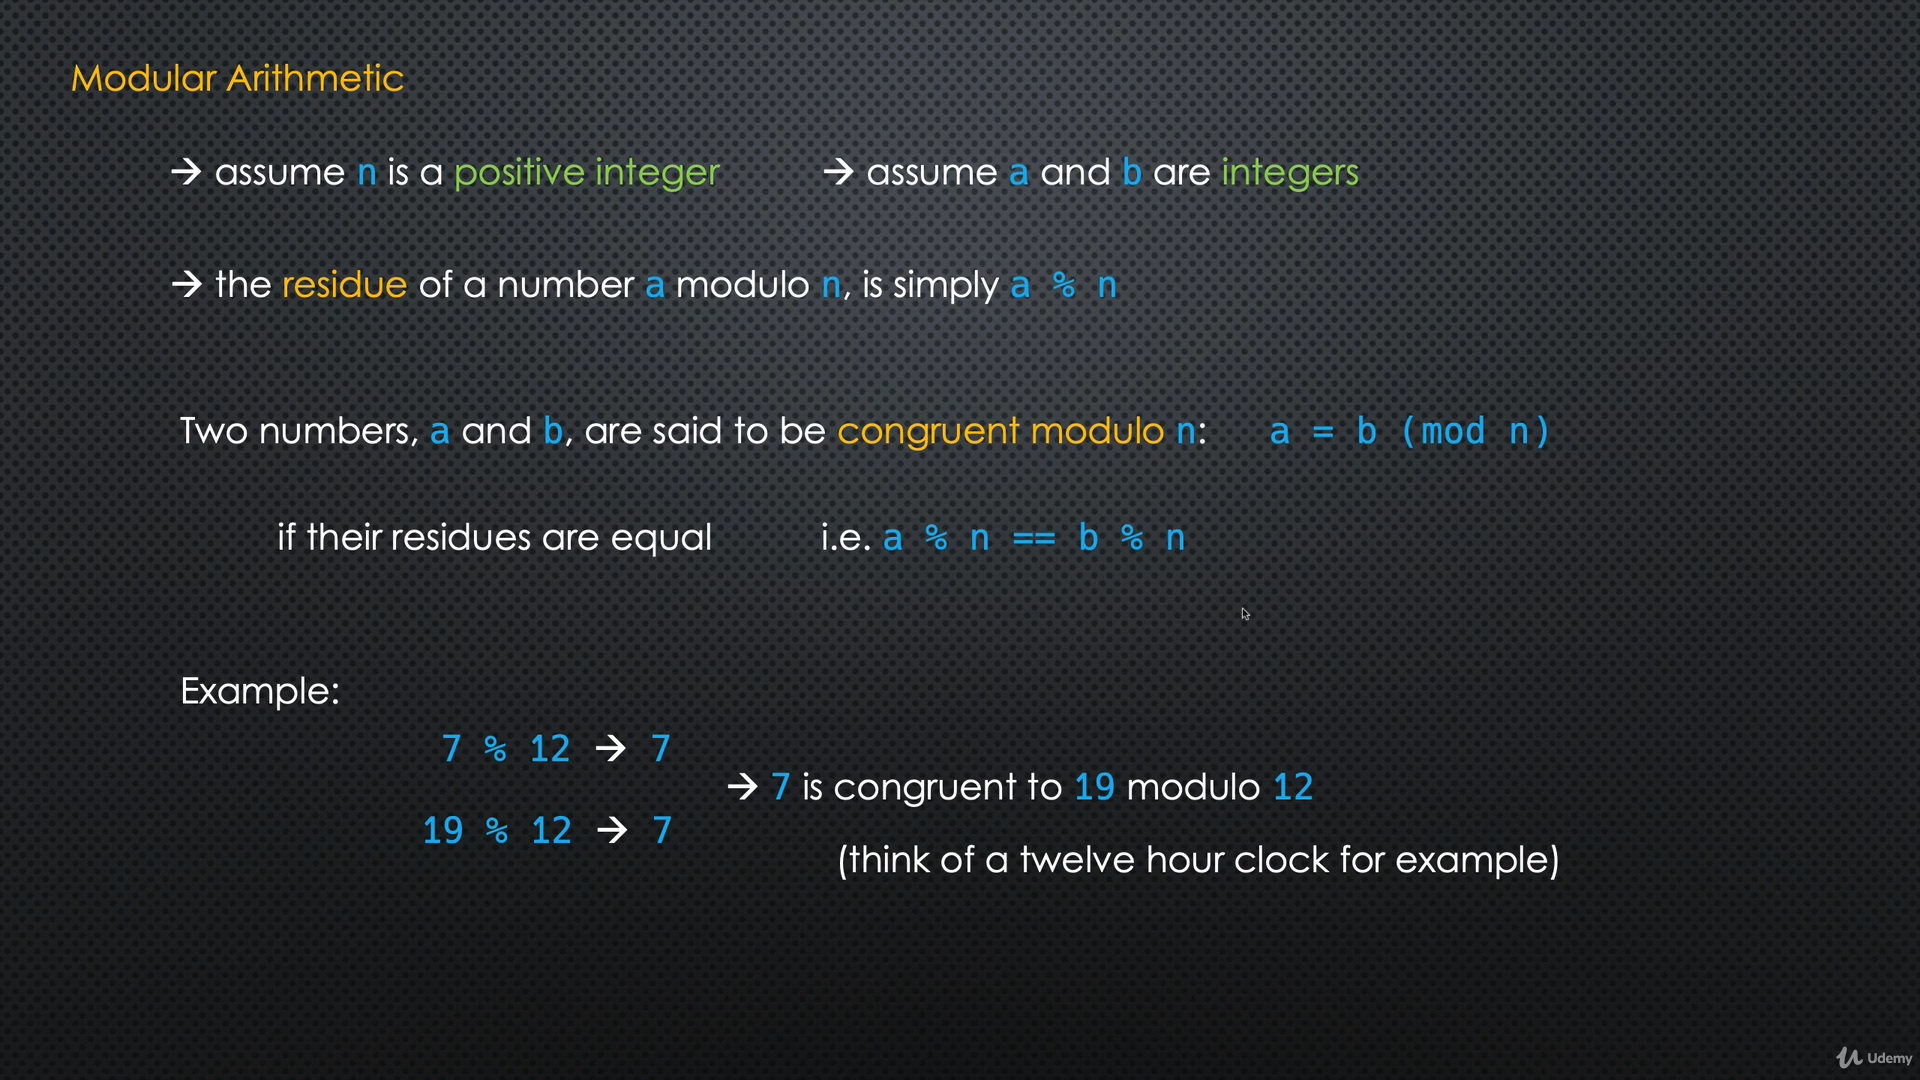 Modular Arithmetic
→ assume n is a positive integer
→ assume a and b are integers
→ the residue of a number a modulo n, is simply a % n
Two numbers, a and b, are said to be congruent modulo n: a = b (mod n)
if their residues are equal i.e. a % n == b % n
Example:
7 % 12 → 7
→ 7 is congruent to 19 modulo 12
19 % 12 → 7
(think of a twelve hour clock for example)
Udemy